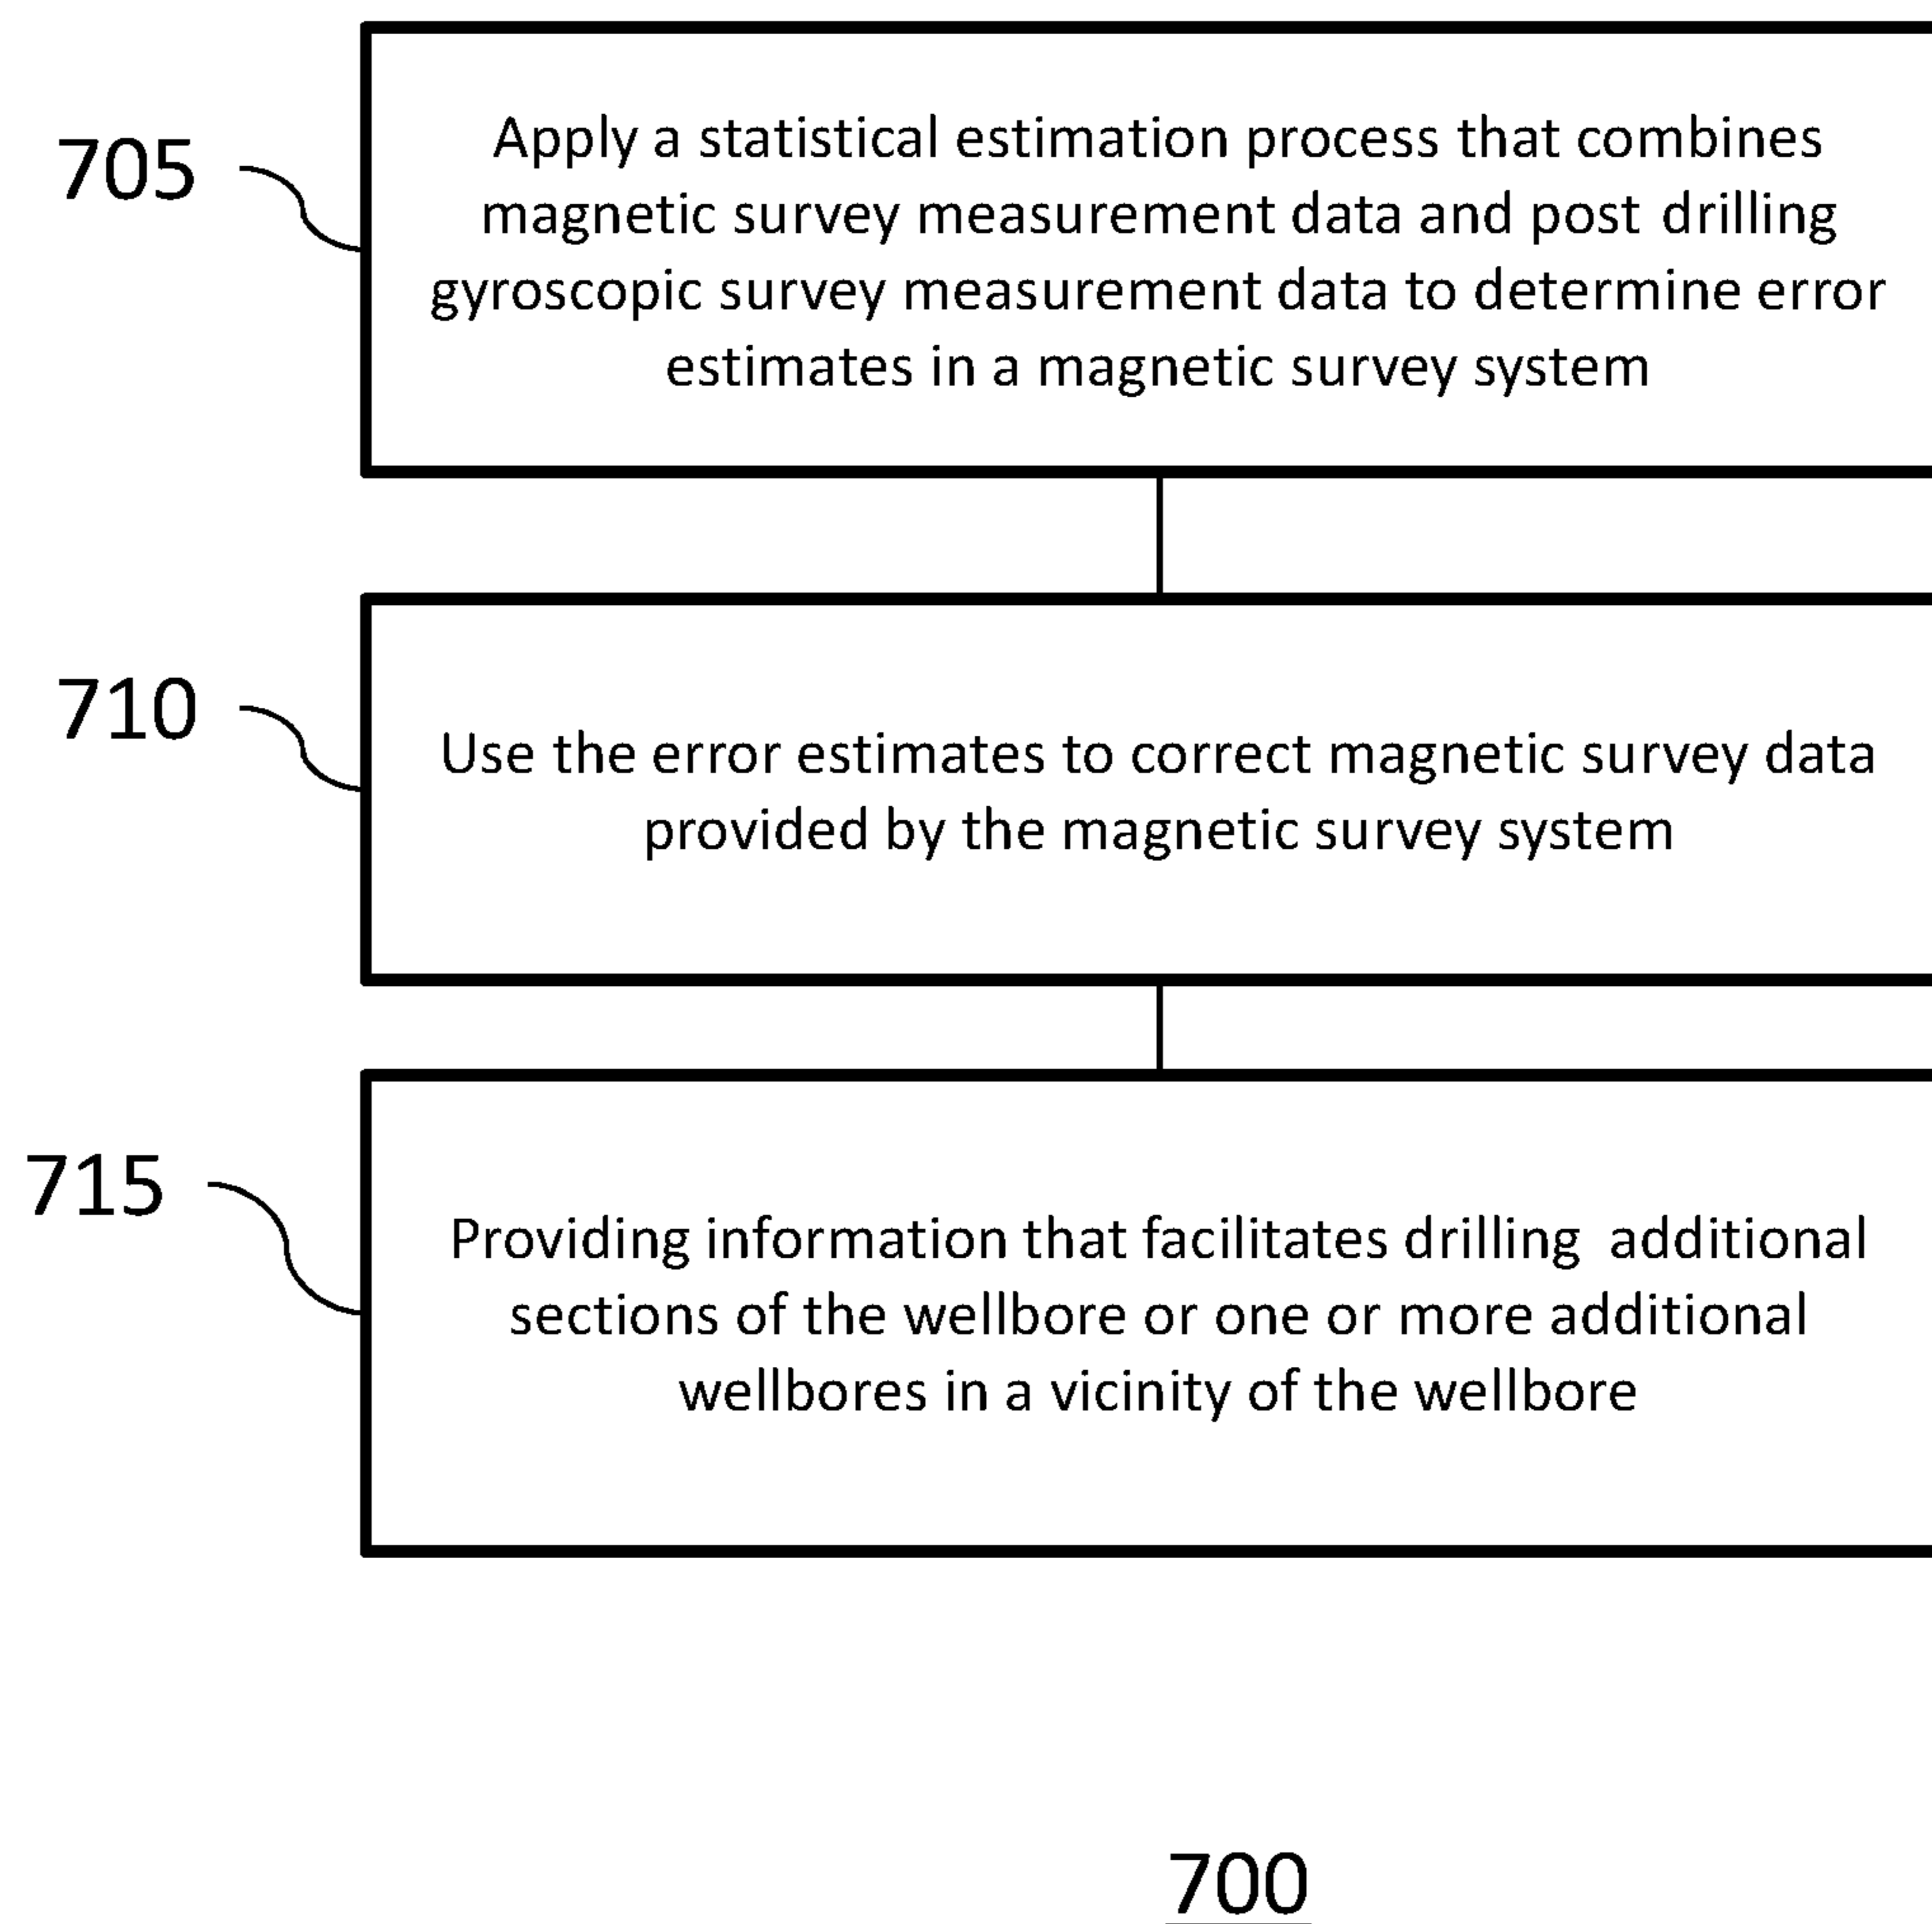 705
Apply a statistical estimation process that combines
magnetic survey measurement data and post drilling
gyroscopic survey measurement data to determine error
estimates in a magnetic survey system
710
Use the error estimates to correct magnetic survey data
provided by the magnetic survey system
715
Providing information that facilitates drilling additional
sections of the wellbore or one or more additional
wellbores in a vicinity of the wellbore
700